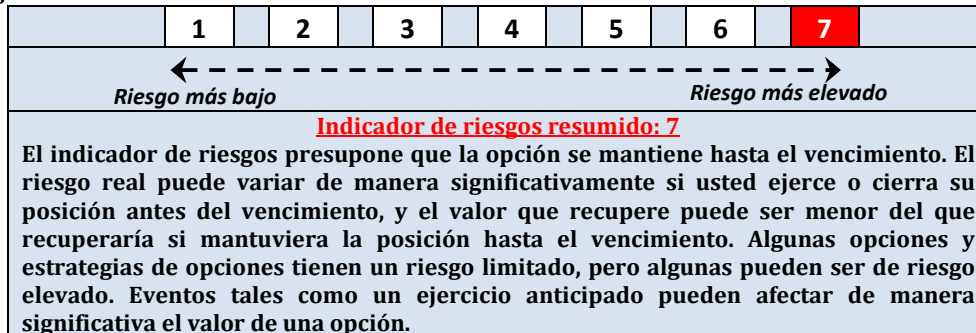 1 2 3 4 5 6 7
Riesgo más bajo Riesgo más elevado
Indicador de riesgos resumido: 7
El indicador de riesgos presupone que la opción se mantiene hasta el vencimiento. El
riesgo real puede variar de manera significativamente si usted ejerce o cierra su
posición antes del vencimiento, y el valor que recupere puede ser menor del que
recuperaría si mantuviera la posición hasta el vencimiento. Algunas opciones y
estrategias de opciones tienen un riesgo limitado, pero algunas pueden ser de riesgo
elevado. Eventos tales como un ejercicio anticipado pueden afectar de manera
significativa el valor de una opción.